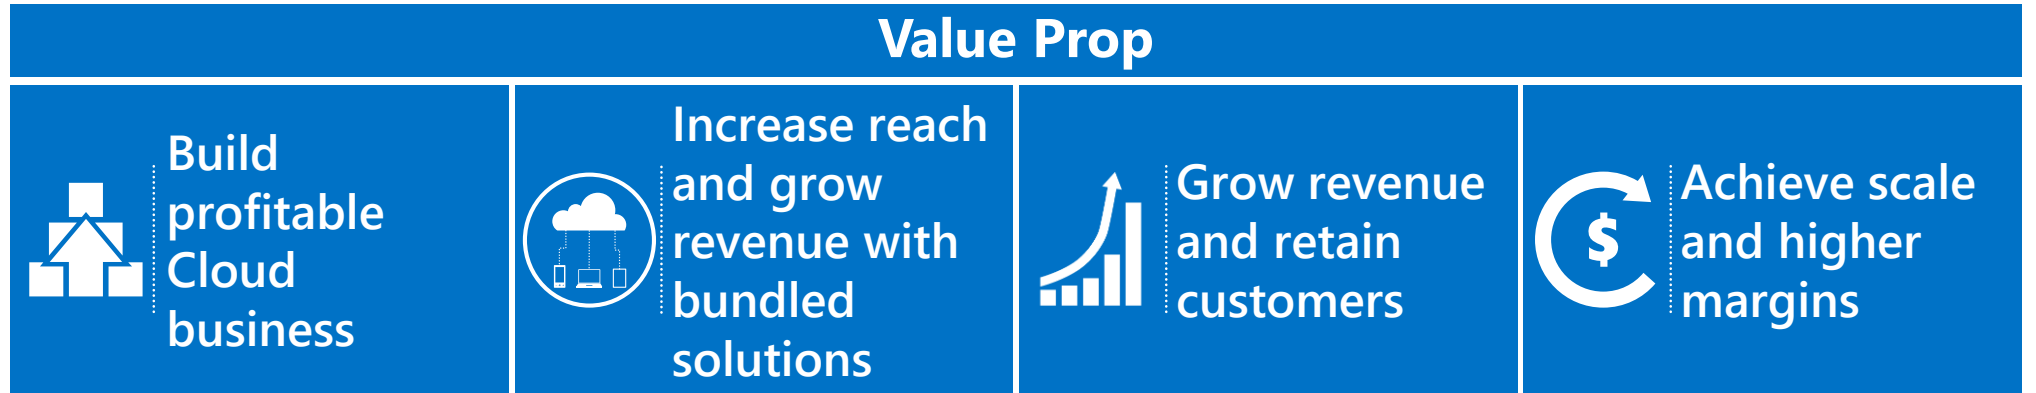 Value Prop
Build
profitable
Cloud
business
Increase reach
and grow
revenue with
bundled
solutions
Grow revenue
and retain
customers
$
Achieve scale
and higher
margins